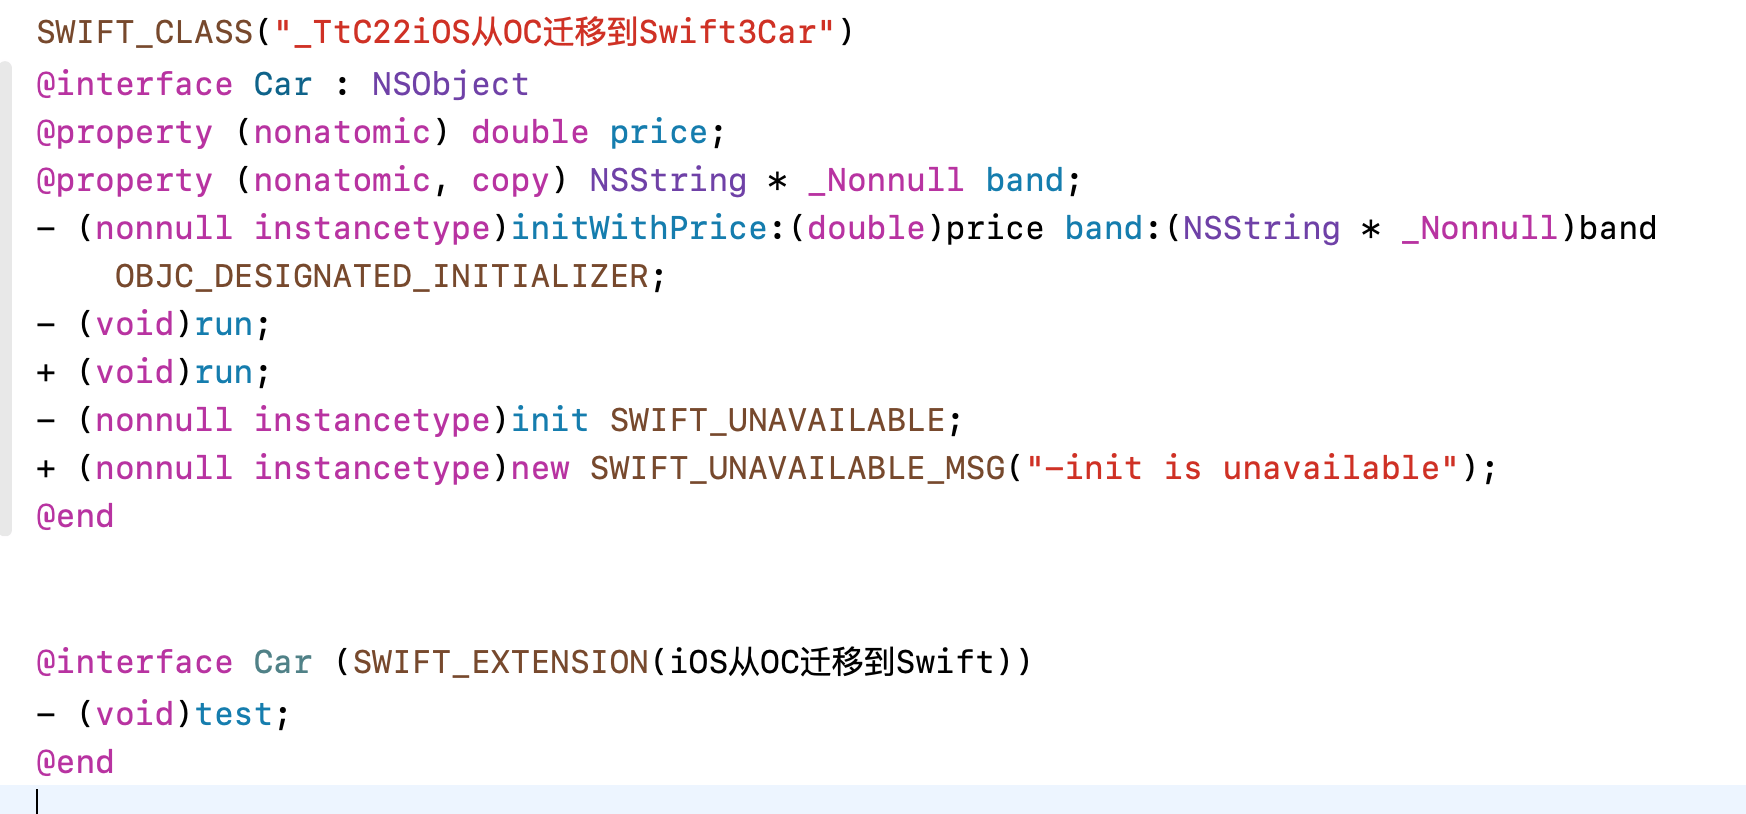 SWIFT_CLASS("_TtC22iOS从OC迁移到Swift3Car")
@interface Car : NSObject
@property (nonatomic) double price;
@property (nonatomic, copy) NSString * _Nonnull band;
- (nonnull instancetype)initWithPrice:(double)price band:(NSString * _Nonnull)band
OBJC_DESIGNATED_INITIALIZER;
- (void)run;
+ (void)run;
- (nonnull instancetype)init SWIFT_UNAVAILABLE;
+ (nonnull instancetype)new SWIFT_UNAVAILABLE_MSG("-init is unavailable");
@end
@interface Car (SWIFT_EXTENSION(iOS从OC迁移到Swift))
- (void)test;
@end